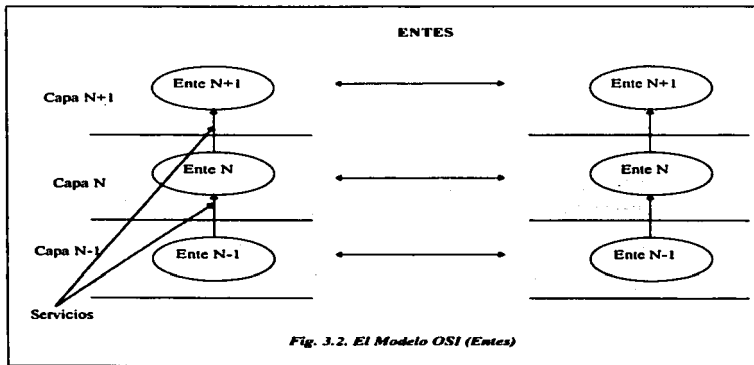 ENTES
Ente N+1 Ente N+1
Capa N+1
Ente N Ente N
Capa N
Capa N-1 Ente N-1 Ente N-1
Servicios
Fig. 3.2. El Modelo OSI (Entes)